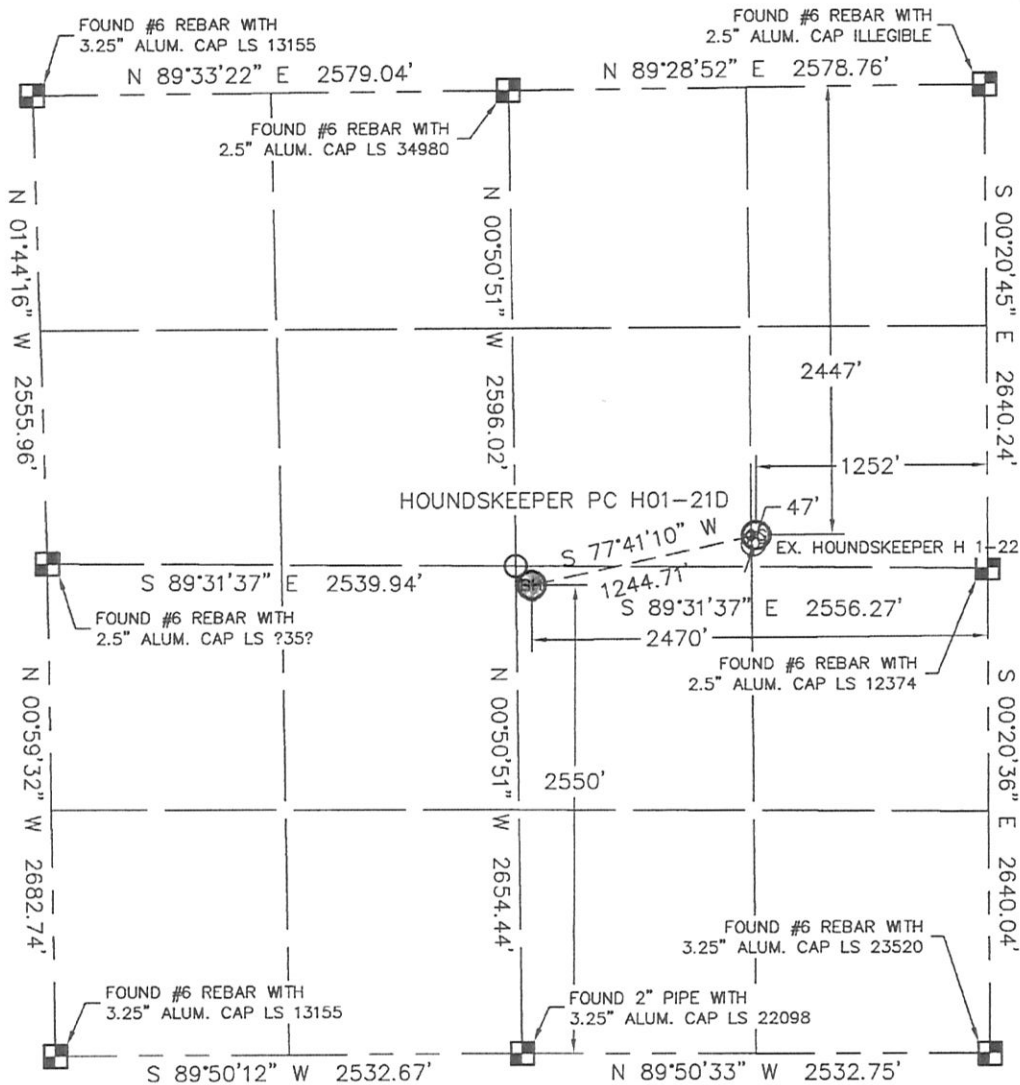 FOUND #6 REBAR WITH
3.25" ALUM. CAP LS 13155
FOUND #6 REBAR WITH
2.5" ALUM. CAP ILLEGIBLE
N 89°33'22" E 2579.04'
N 89°28'52" E 2578.76'
FOUND #6 REBAR WITH
2.5" ALUM. CAP LS 34980
N 01°44'16" W 2555.96'
N 00°50'51" W 2596.02'
S 00°20'45" E 2640.24'
2447'
1252'
HOUNDSKEEPER PC H01-21D
47'
S 77°41'10" W
1244.71'
EX. HOUNDSKEEPER H 1-22
S 89°31'37" E 2539.94'
BH
S 89°31'37" E 2556.27'
2470'
FOUND #6 REBAR WITH
2.5" ALUM. CAP LS ?35?
FOUND #6 REBAR WITH
2.5" ALUM. CAP LS 12374
N 00°59'32" W 2682.74'
N 00°50'51" W 2654.44'
S 00°20'36" E 2640.04'
2550'
FOUND #6 REBAR WITH
3.25" ALUM. CAP LS 23520
FOUND #6 REBAR WITH
3.25" ALUM. CAP LS 13155
FOUND 2" PIPE WITH
3.25" ALUM. CAP LS 22098
S 89°50'12" W 2532.67'
N 89°50'33" W 2532.75'